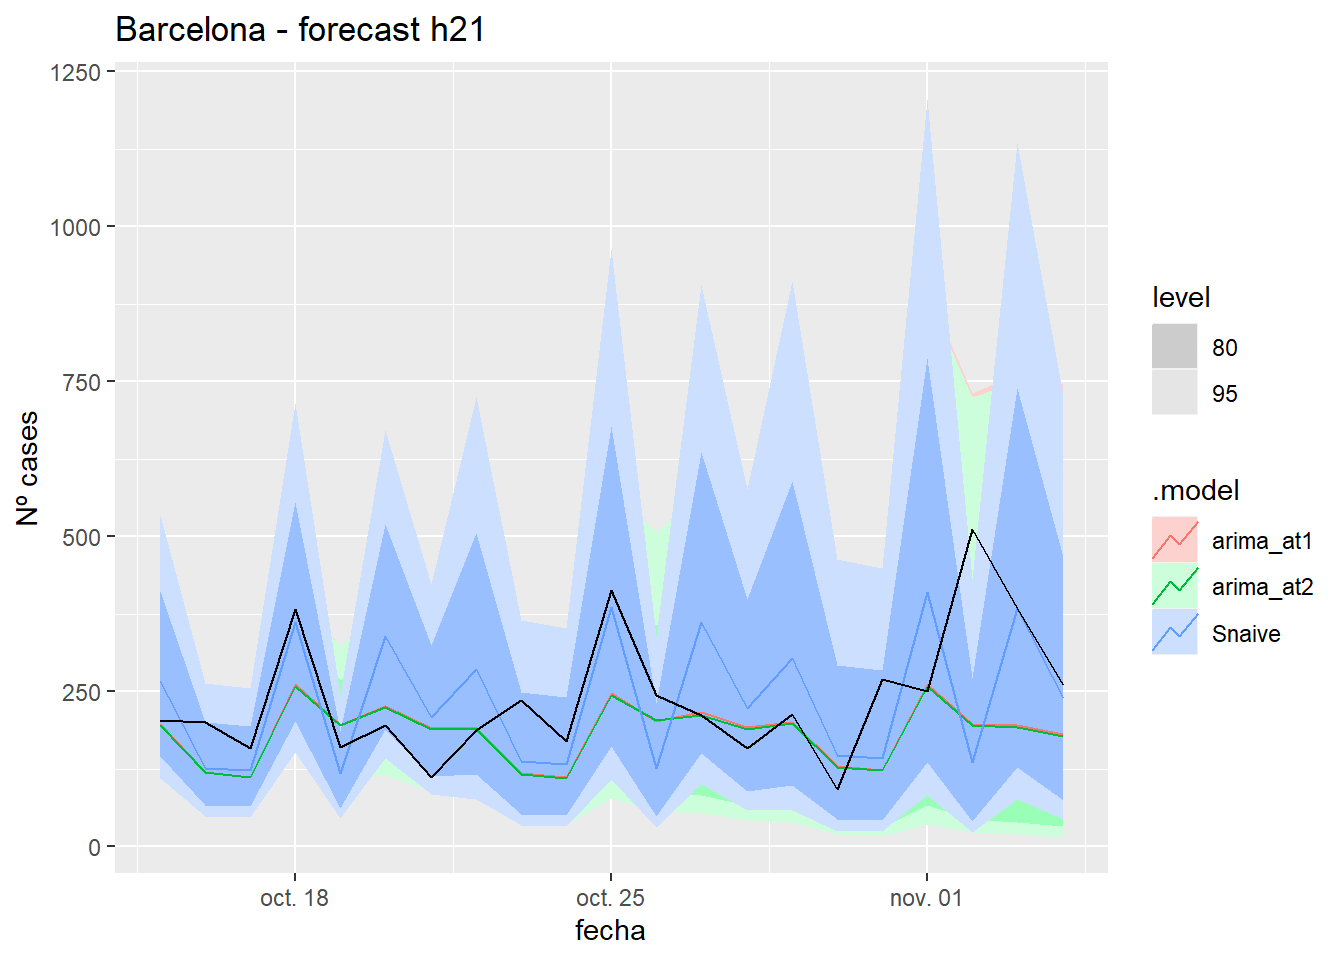 Barcelona - forecast h21
1250
1000
750
500
250
0
Nº cases
oct. 18
oct. 25
nov. 01
fecha
level
80
95
.model
arima_at1
arima_at2
Snaive